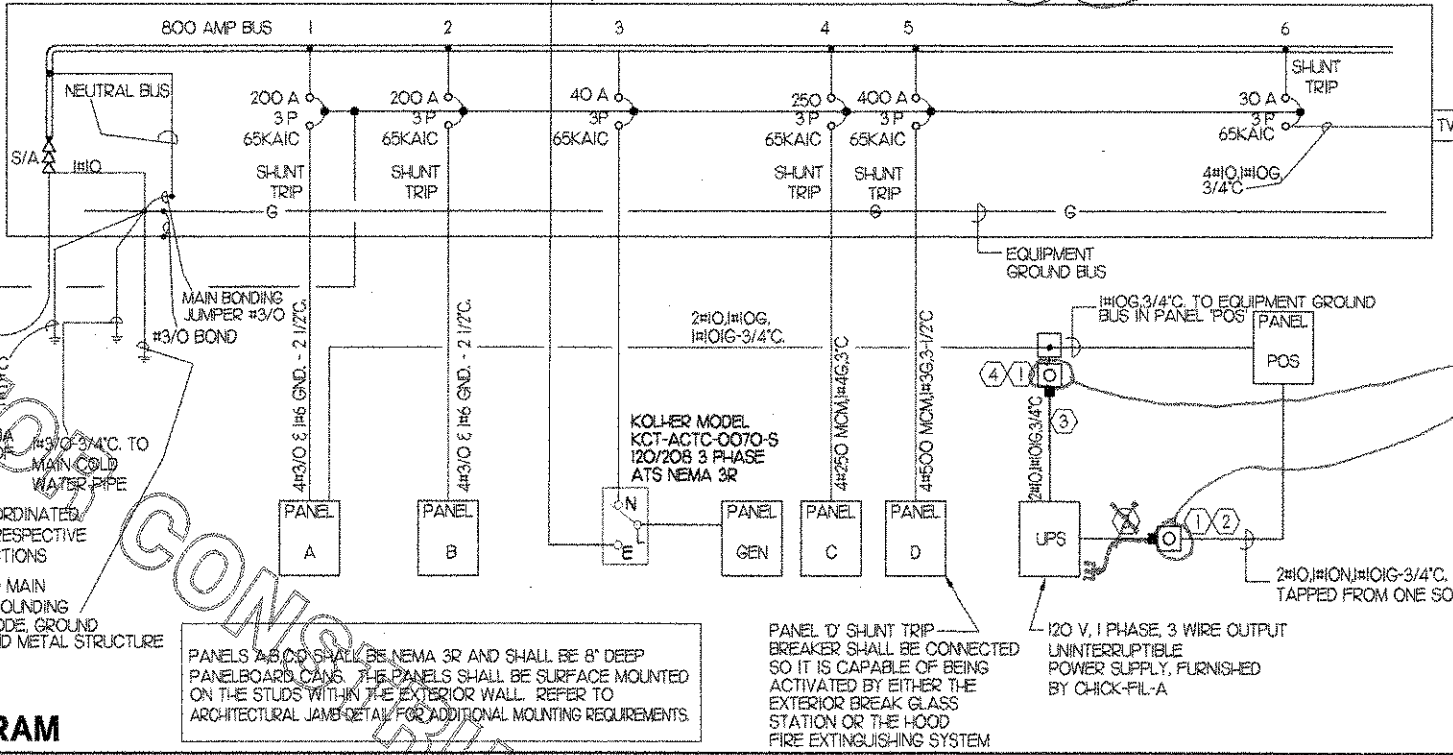 800 AMP BUS
1
2
3
4
5
6
NEUTRAL BUS
S/A
1#10
200 A
3 P
65KAIC
SHUNT
TRIP
200 A
3 P
65KAIC
SHUNT
TRIP
40 A
3P
65KAIC
250
3 P
65KAIC
SHUNT
TRIP
400 A
3 P
65KAIC
SHUNT
TRIP
SHUNT
TRIP
30 A
3 P
65KAIC
4#10,1#10G,
3/4"C
TV
G
G
G
EQUIPMENT
GROUND BUS
MAIN BONDING
JUMPER #3/0
#3/0 BOND
4#3/0 & 1#6 GND. - 2 1/2"C.
4#3/0 & 1#6 GND. - 2 1/2"C.
2#10,1#10G,
1#10IG-3/4"C.
4#250 MCM,1#4G,3"C
4#500 MCM,1#3G,3-1/2"C
1#10G,3/4"C. TO EQUIPMENT GROUND
BUS IN PANEL "POS"
PANEL
POS
4
1
3
2#10,1#10IG,3/4"C
1#3/0-3/4"C. TO
MAIN COLD
WATER PIPE
ORDINATED
RESPECTIVE
CTIONS
MAIN
OUNDING
ODE, GROUND
ND METAL STRUCTURE
KOLHER MODEL
KCT-ACTC-0070-S
120/208 3 PHASE
ATS NEMA 3R
N
L
E
PANEL
A
PANEL
B
PANEL
GEN
PANEL
C
PANEL
D
UPS
1
2
2#10,1#10N,1#10IG-3/4"C.
TAPPED FROM ONE SO
PANELS A,B,C,D SHALL BE NEMA 3R AND SHALL BE 8" DEEP
PANELBOARD CANS. THE PANELS SHALL BE SURFACE MOUNTED
ON THE STUDS WITHIN THE EXTERIOR WALL. REFER TO
ARCHITECTURAL JAMB DETAIL FOR ADDITIONAL MOUNTING REQUIREMENTS.
PANEL 'D' SHUNT TRIP
BREAKER SHALL BE CONNECTED
SO IT IS CAPABLE OF BEING
ACTIVATED BY EITHER THE
EXTERIOR BREAK GLASS
STATION OR THE HOOD
FIRE EXTINGUISHING SYSTEM
120 V, 1 PHASE, 3 WIRE OUTPUT
UNINTERRUPTIBLE
POWER SUPPLY, FURNISHED
BY CHICK-FIL-A
RAM
OR CONSTR